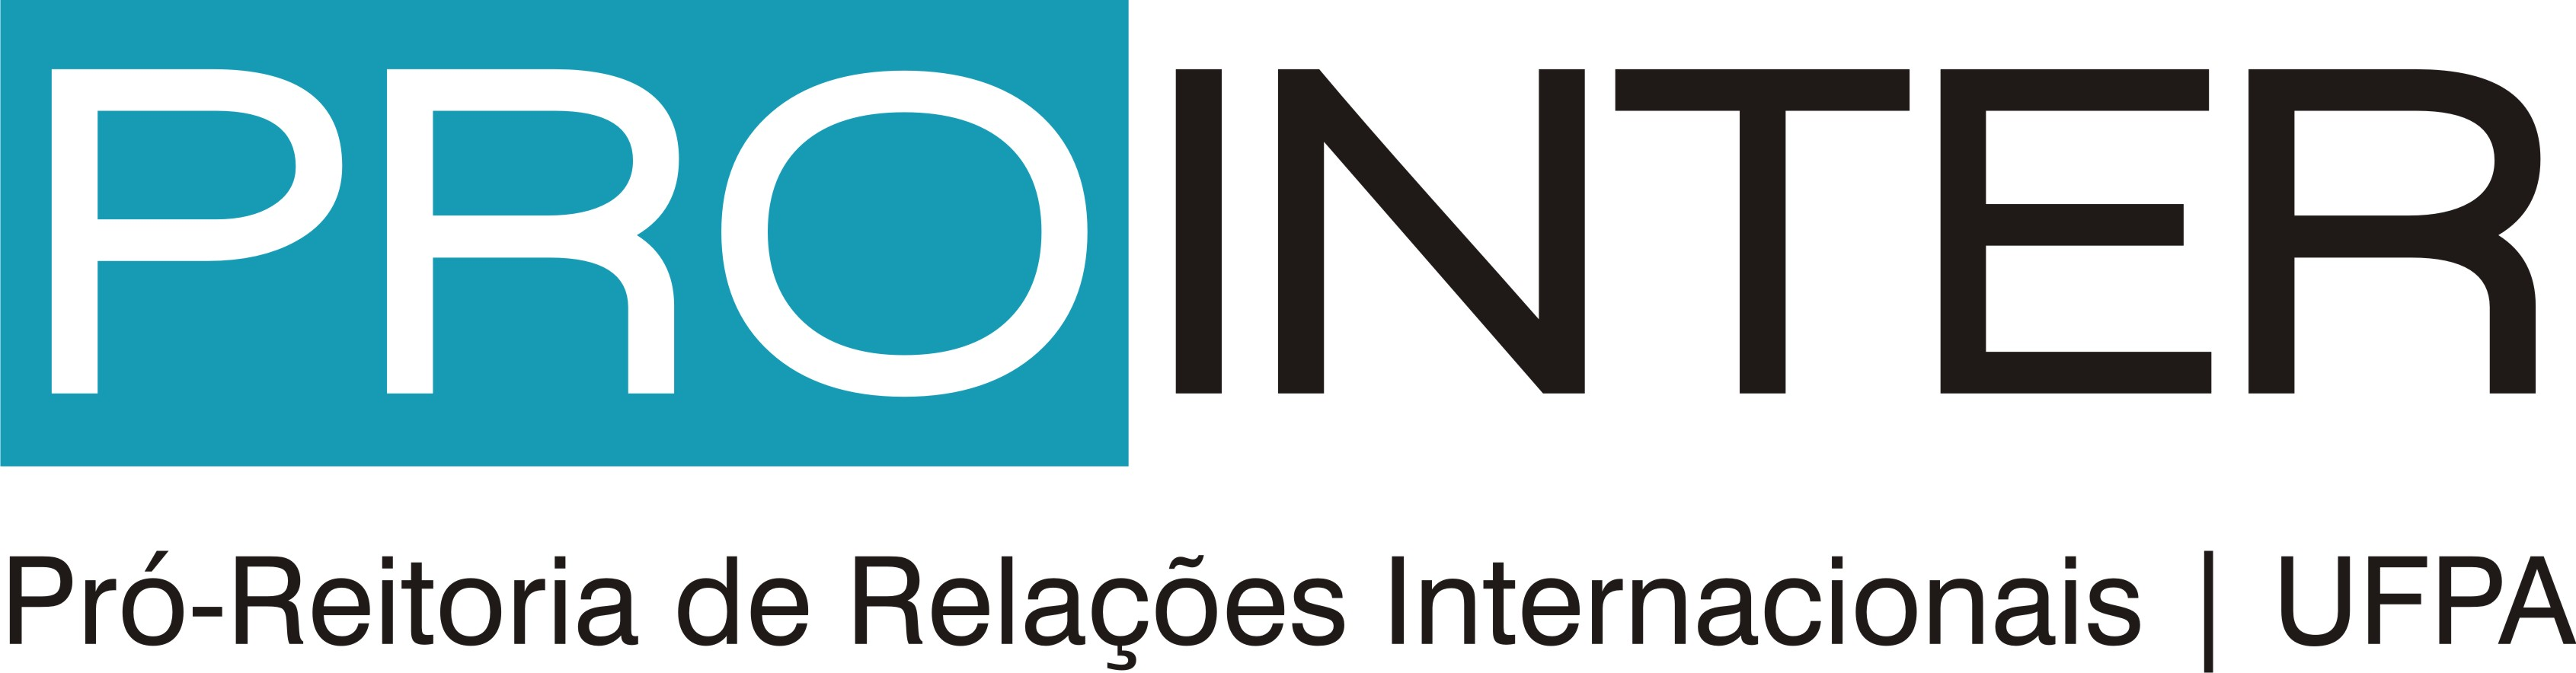 PROINTER
Pró-Reitoria de Relações Internacionais | UFPA